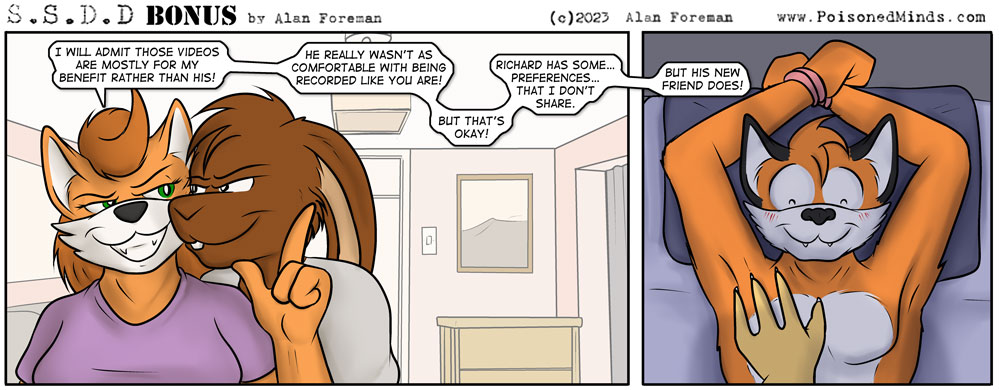 S.S.D.D BONUS by Alan Foreman (c)2023 Alan Foreman www.PoisonedMinds.com
I WILL ADMIT THOSE VIDEOS
ARE MOSTLY FOR MY
BENEFIT RATHER THAN HIS!
HE REALLY WASN'T AS
COMFORTABLE WITH BEING
RECORDED LIKE YOU ARE!
BUT THAT'S
OKAY!
RICHARD HAS SOME...
PREFERENCES...
THAT I DON'T
SHARE.
BUT HIS NEW
FRIEND DOES!